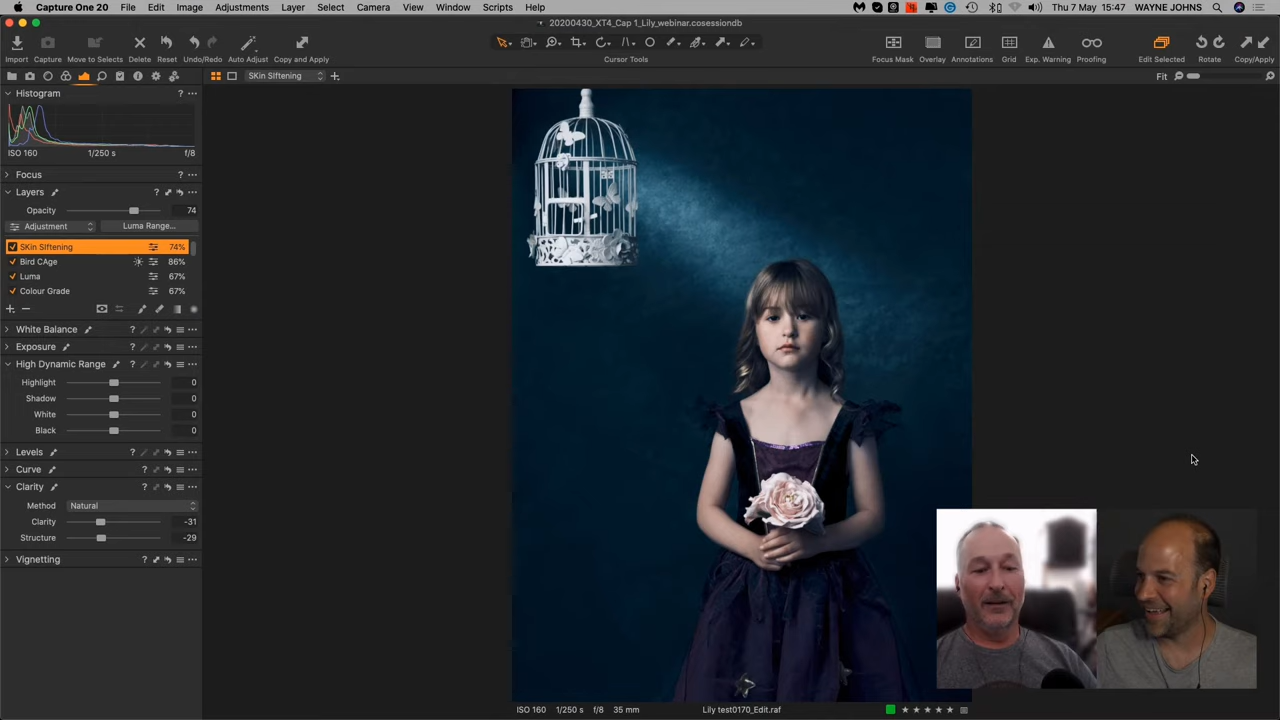 Capture One 20 File Edit Image Adjustments Layer Select Camera View Window Scripts Help Thu 7 May 15:47 WAYNE JOHNS
20200430_XT4_Cap 1_Lily_webinar.cosessiondb
Import Capture Move to Selects Delete Reset Undo/Redo Auto Adjust Copy and Apply Cursor Tools Focus Mask Overlay Annotations Grid Exp. Warning Proofing Edit Selected Rotate Copy/Apply
SKin SIftening Fit
Histogram ?
ISO 160 1/250 s f/8
Focus ?
Layers ?
Opacity 74
Adjustment Luma Range...
SKin SIftening 74%
Bird CAge 86%
Luma 67%
Colour Grade 67%
White Balance ?
Exposure ?
High Dynamic Range ?
Highlight 0
Shadow 0
White 0
Black 0
Levels ?
Curve ?
Clarity ?
Method Natural
Clarity -31
Structure -29
Vignetting ?
ISO 160 1/250 s f/8 35 mm Lily test0170_Edit.raf